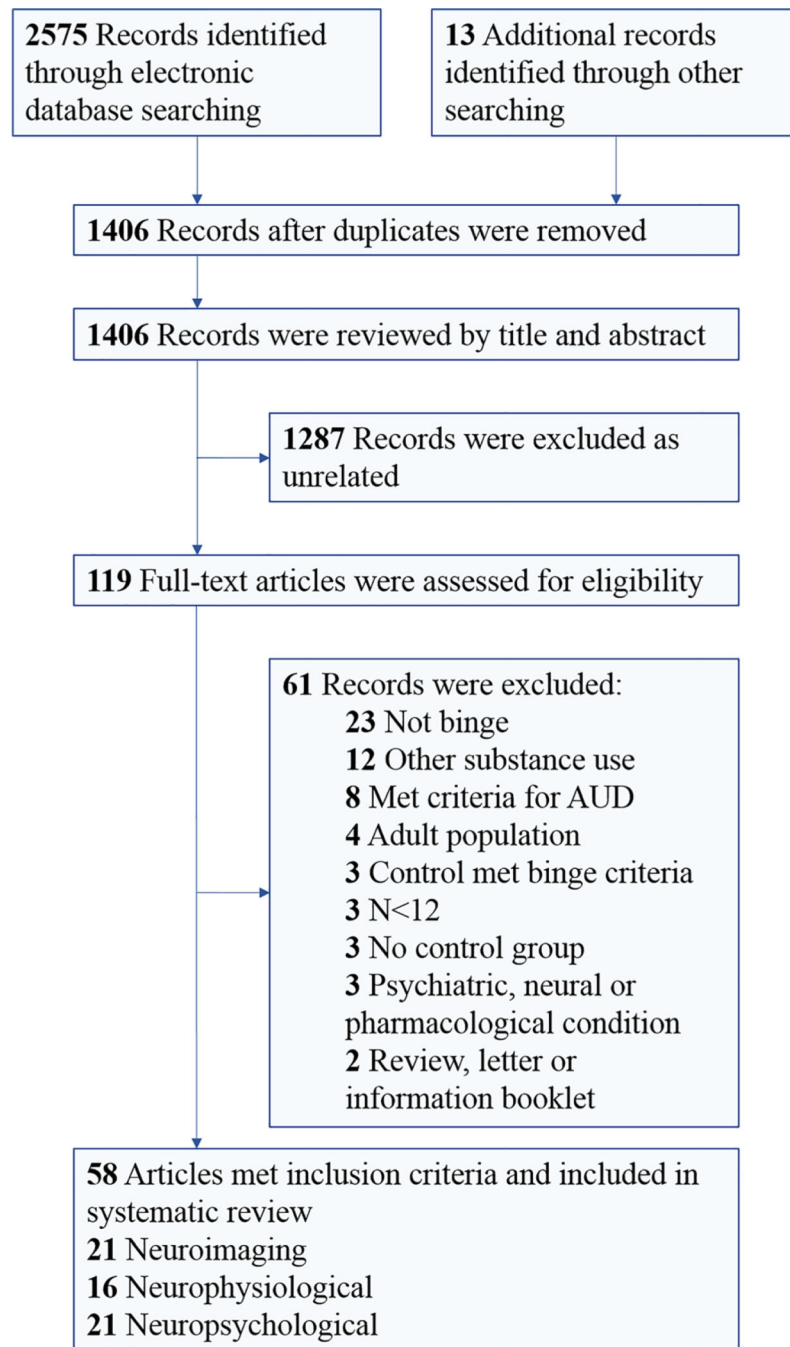 2575 Records identified
through electronic
database searching
13 Additional records
identified through other
searching
1406 Records after duplicates were removed
1406 Records were reviewed by title and abstract
1287 Records were excluded as
unrelated
119 Full-text articles were assessed for eligibility
61 Records were excluded:
23 Not binge
12 Other substance use
8 Met criteria for AUD
4 Adult population
3 Control met binge criteria
3 N<12
3 No control group
3 Psychiatric, neural or
pharmacological condition
2 Review, letter or
information booklet
58 Articles met inclusion criteria and included in
systematic review
21 Neuroimaging
16 Neurophysiological
21 Neuropsychological